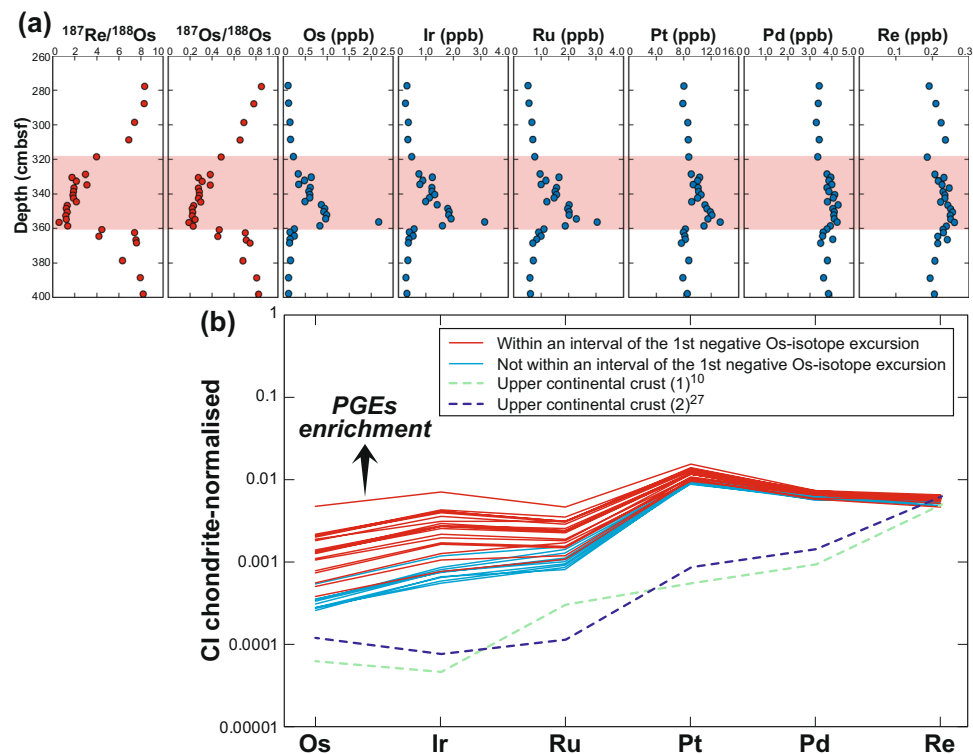 (a)
187Re/188Os 187Os/188Os Os (ppb) Ir (ppb) Ru (ppb) Pt (ppb) Pd (ppb) Re (ppb)
0 2 4 6 8 10 0 0.2 0.4 0.6 0.8 1.0 0 0.5 1.0 1.5 2.0 2.5 0 1.0 2.0 3.0 4.0 0 1.0 2.0 3.0 4.0 0 4.0 8.0 12.0 16.0 0 1.0 2.0 3.0 4.0 5.0 0 0.1 0.2 0.3
260
280
299
320
340
360
379
400
Depth (cmbsf)
(b)
1
0.1
0.01
0.001
0.0001
0.00001
CI chondrite-normalised
Within an interval of the 1st negative Os-isotope excursion
Not within an interval of the 1st negative Os-isotope excursion
Upper continental crust (1)10
Upper continental crust (2)27
PGEs
enrichment
Os Ir Ru Pt Pd Re